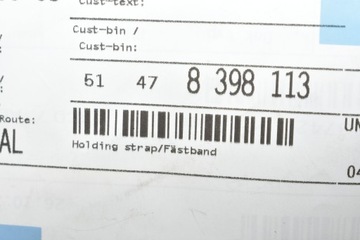 Cust-text:
Cust-bin /
Cust-bin:
51 47 8 398 113
Route:
AL
Holding strap/Fästband
UN
04